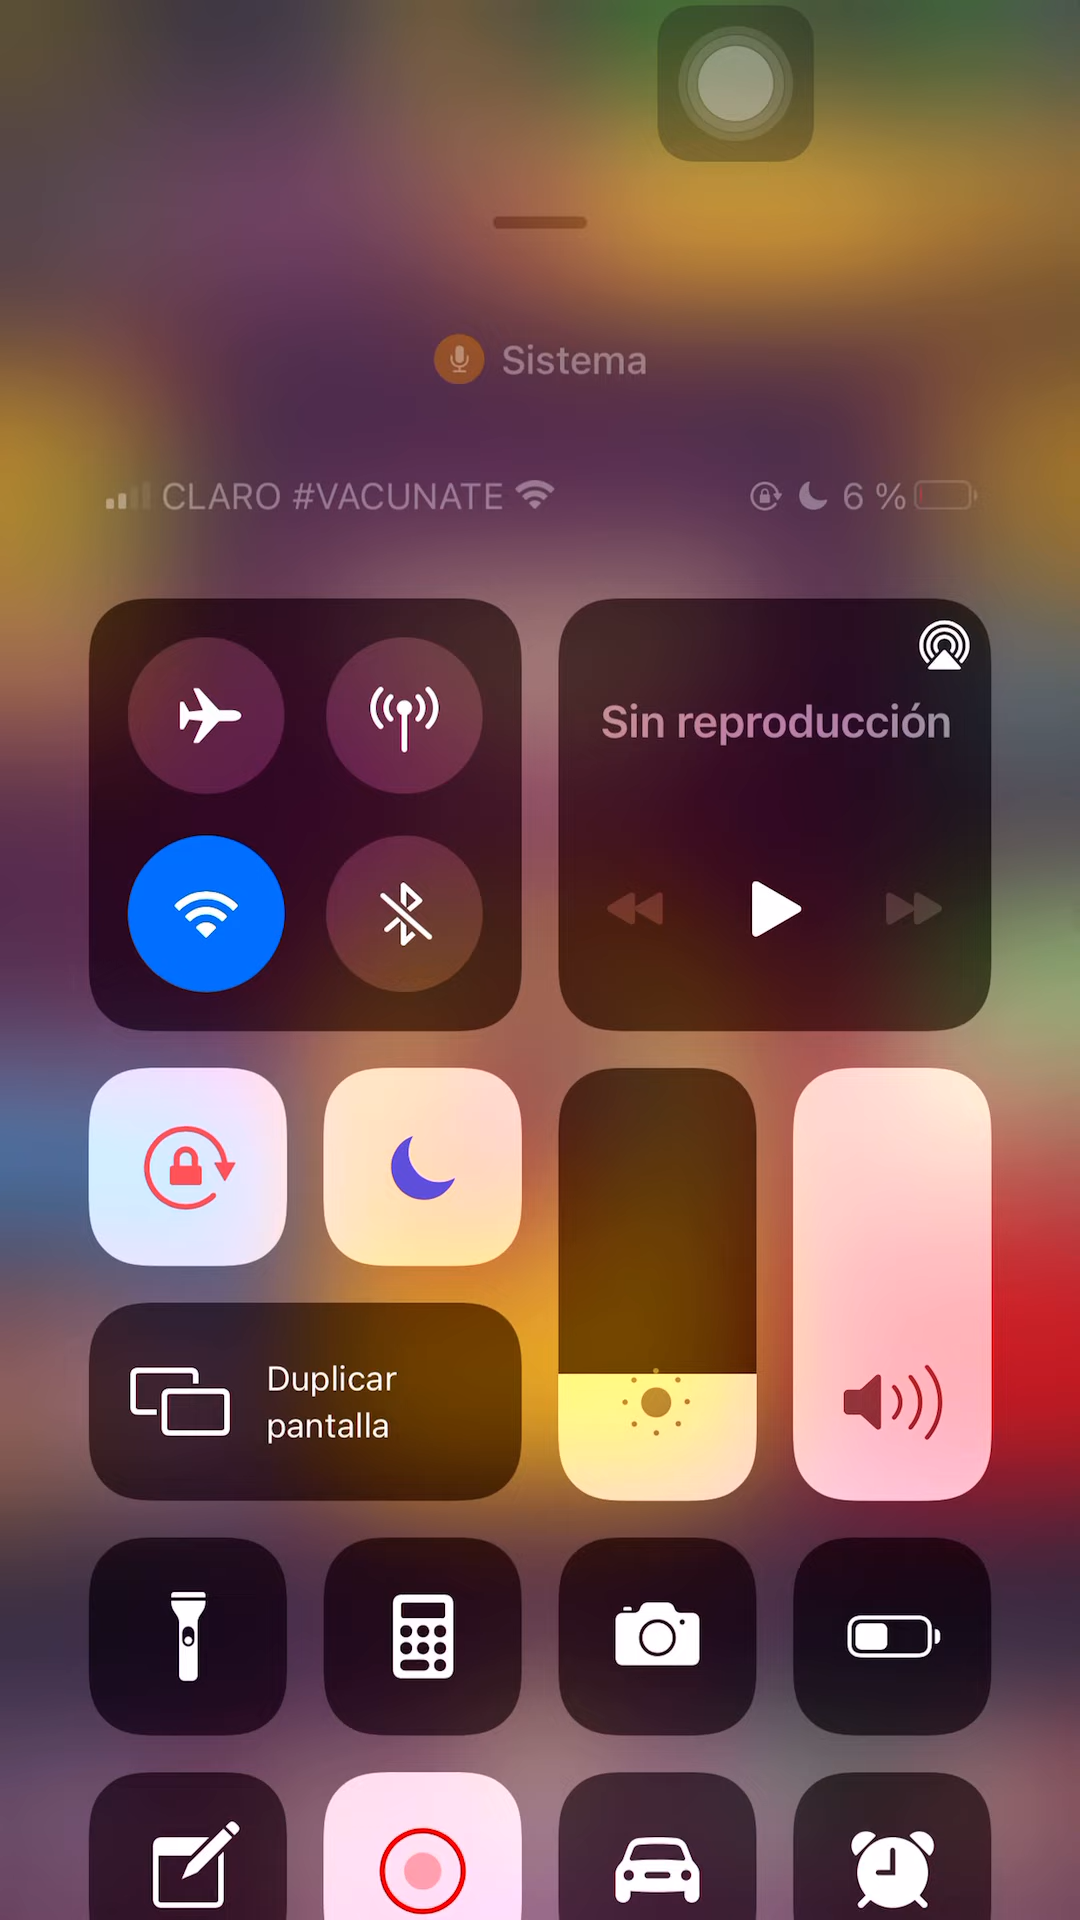 Sistema
CLARO #VACUNATE
6 %
Sin reproducción
Duplicar
pantalla